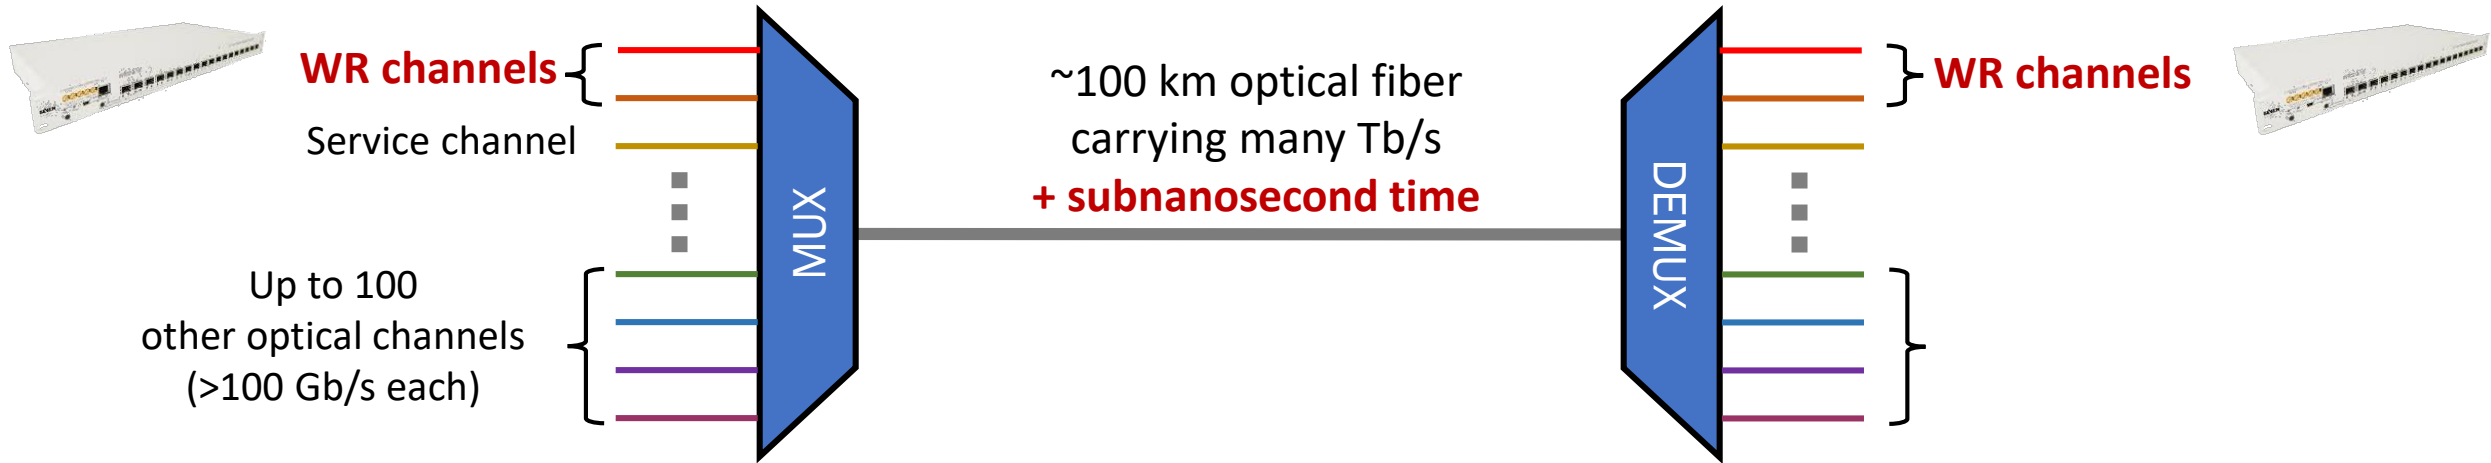 WR channels
Service channel
Up to 100
other optical channels
(>100 Gb/s each)
MUX
~100 km optical fiber
carrying many Tb/s
+ subnanosecond time
DEMUX
WR channels